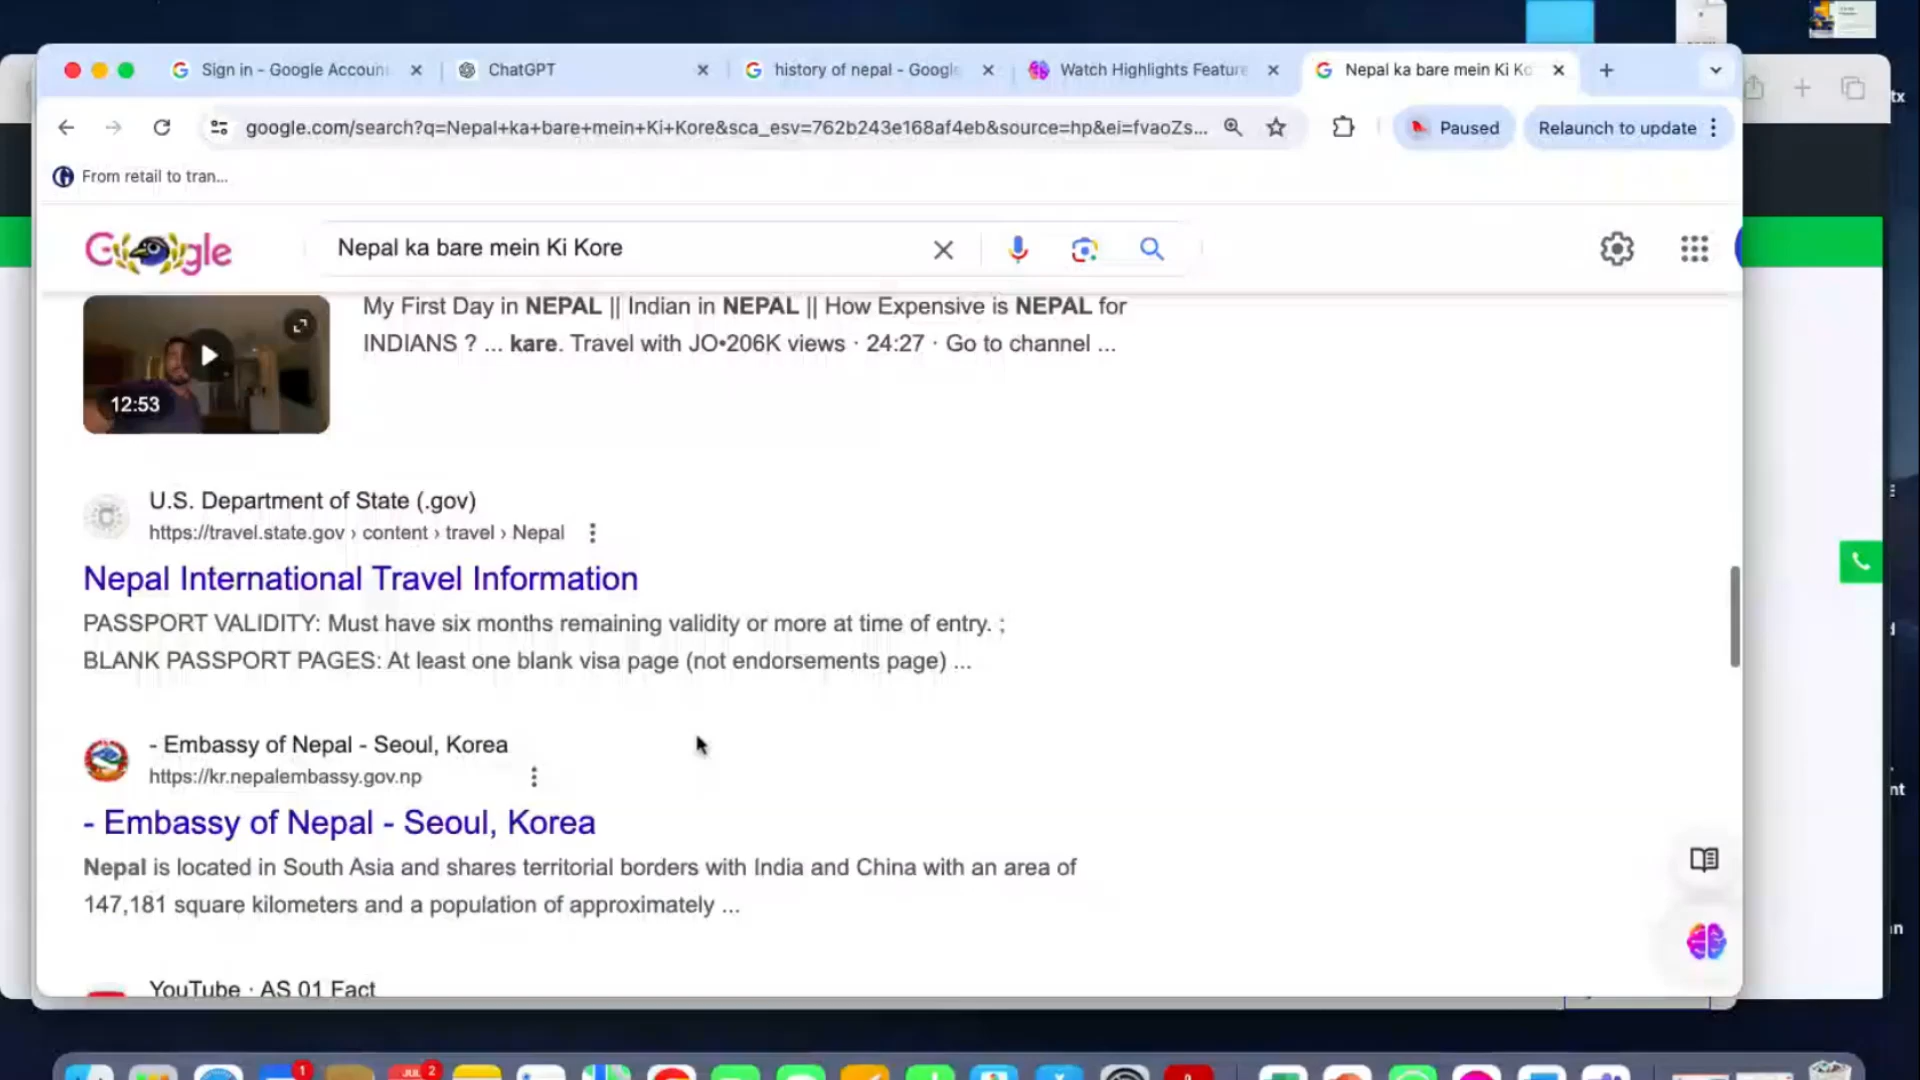 Sign in - Google Accoun
ChatGPT
history of nepal - Google
Watch Highlights Feature
Nepal ka bare mein Ki Ko
google.com/search?q=Nepal+ka+bare+mein+Ki+Kore&sca_esv=762b243e168af4eb&source=hp&ei=fvaoZs...
Paused
Relaunch to update
From retail to tran...
Google
Nepal ka bare mein Ki Kore
My First Day in NEPAL || Indian in NEPAL || How Expensive is NEPAL for
INDIANS ? ... kare. Travel with JO•206K views · 24:27 · Go to channel ...
12:53
U.S. Department of State (.gov)
https://travel.state.gov › content › travel › Nepal
Nepal International Travel Information
PASSPORT VALIDITY: Must have six months remaining validity or more at time of entry. ;
BLANK PASSPORT PAGES: At least one blank visa page (not endorsements page) ...
- Embassy of Nepal - Seoul, Korea
https://kr.nepalembassy.gov.np
- Embassy of Nepal - Seoul, Korea
Nepal is located in South Asia and shares territorial borders with India and China with an area of
147,181 square kilometers and a population of approximately ...
YouTube · AS 01 Fact
tx
nt
1
JUL 2